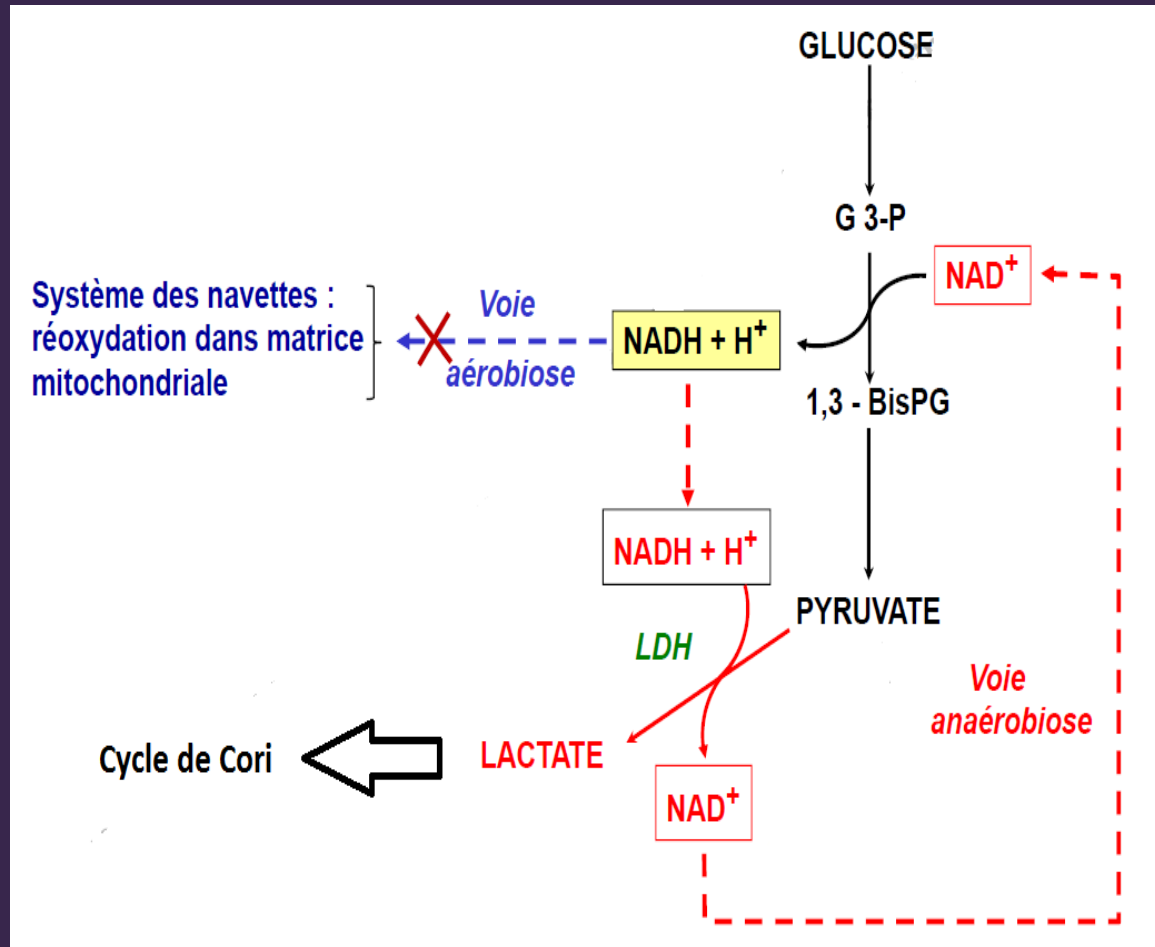 GLUCOSE
G 3-P
NAD⁺
Système des navettes :
réoxydation dans matrice
mitochondriale
Voie
aérobiose
NADH + H⁺
1,3 - BisPG
NADH + H⁺
PYRUVATE
LDH
Voie
anaérobiose
Cycle de Cori
LACTATE
NAD⁺